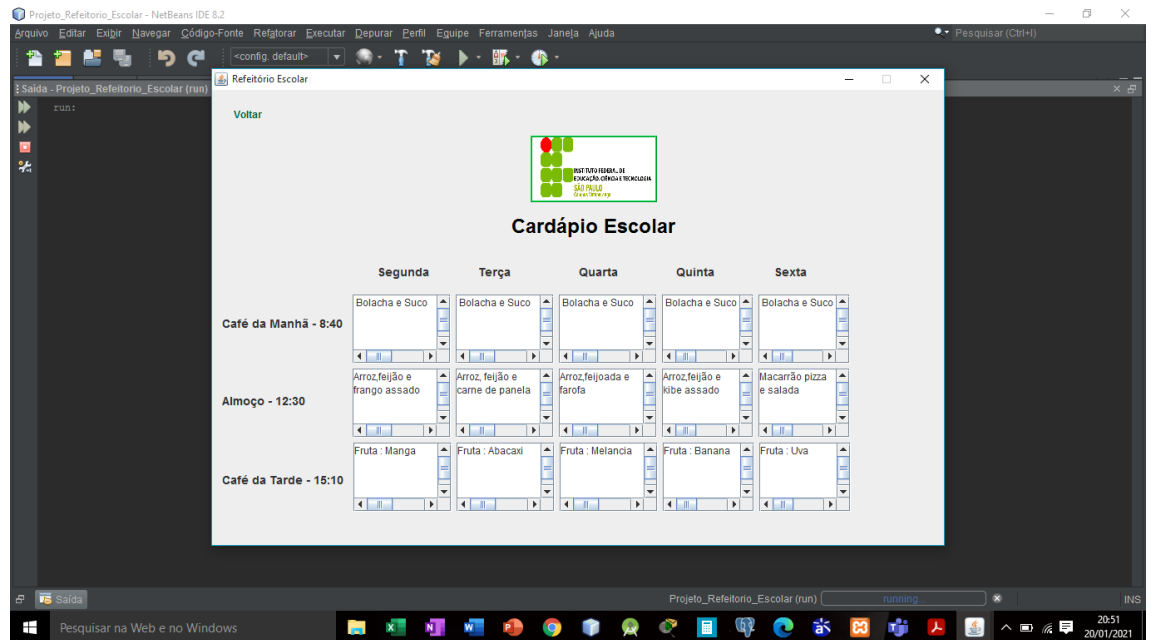 Projeto_Refeitorio_Escolar - NetBeans IDE 8.2
Arquivo Editar Exibir Navegar Código-Fonte Refatorar Executar Depurar Perfil Equipe Ferramentas Janela Ajuda
Pesquisar (Ctrl+I)
<config. default>
Refeitório Escolar
Saída - Projeto_Refeitorio_Escolar (run)
run:
Voltar
INSTITUTO FEDERAL DE
EDUCAÇÃO, CIÊNCIA E TECNOLOGIA
SÃO PAULO
Cardápio Escolar
Segunda Terça Quarta Quinta Sexta
Café da Manhã - 8:40
Bolacha e Suco Bolacha e Suco Bolacha e Suco Bolacha e Suco Bolacha e Suco
Almoço - 12:30
Arroz,feijão e Arroz, feijão e Arroz,feijoada e Arroz,feijão e Macarrão pizza
frango assado carne de panela farofa kibe assado e salada
Café da Tarde - 15:10
Fruta : Manga Fruta : Abacaxi Fruta : Melancia Fruta : Banana Fruta : Uva
Saída
Projeto_Refeitorio_Escolar (run) running...
INS
Pesquisar na Web e no Windows
20:51
20/01/2021